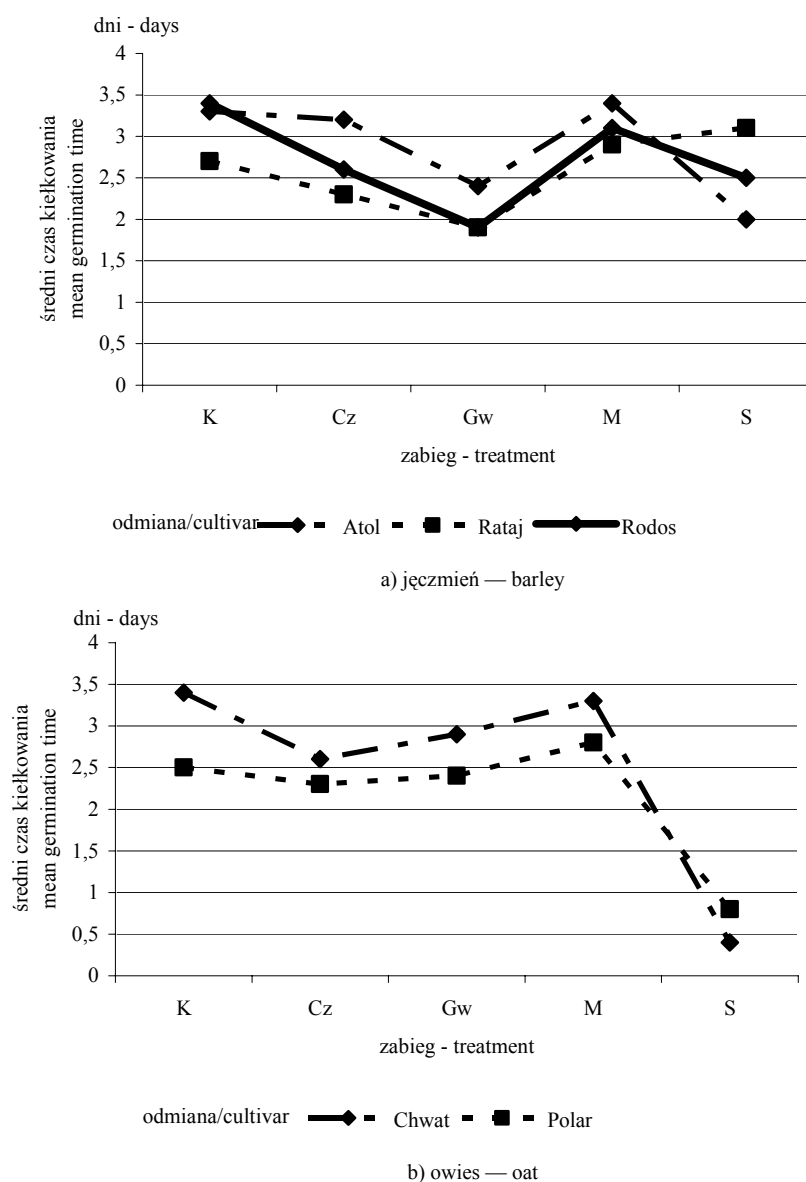 dni - days
4
3,5
3
2,5
2
1,5
1
0,5
0
średni czas kiełkowania
mean germination time
K Cz Gw M S
zabieg - treatment
odmiana/cultivar Atol Rataj Rodos
a) jęczmień — barley
dni - days
4
3,5
3
2,5
2
1,5
1
0,5
0
średni czas kiełkowania
mean germination time
K Cz Gw M S
zabieg - treatment
odmiana/cultivar Chwat Polar
b) owies — oat